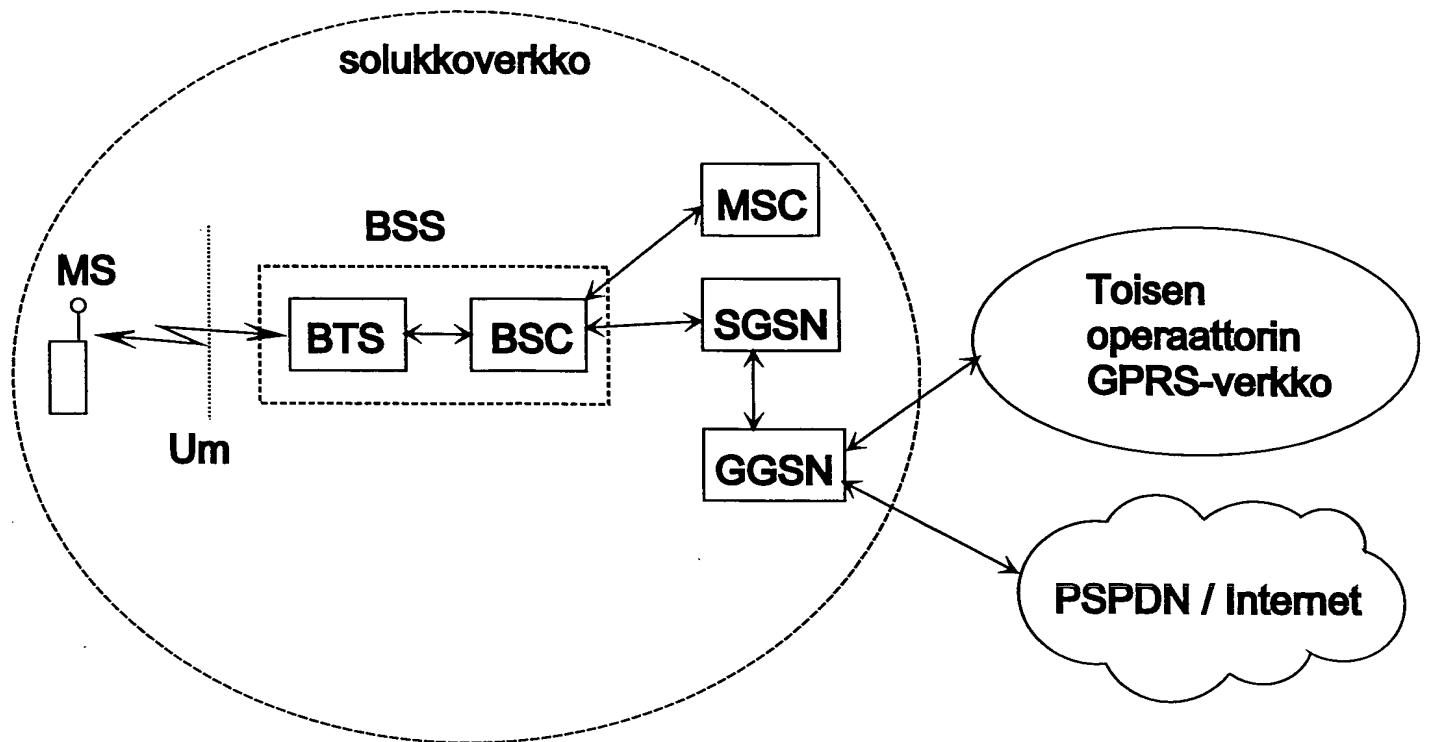 solukkoverkko
MSC
BSS
MS
BTS
BSC
SGSN
Um
GGSN
Toisen
operaattorin
GPRS-verkko
PSPDN / Internet